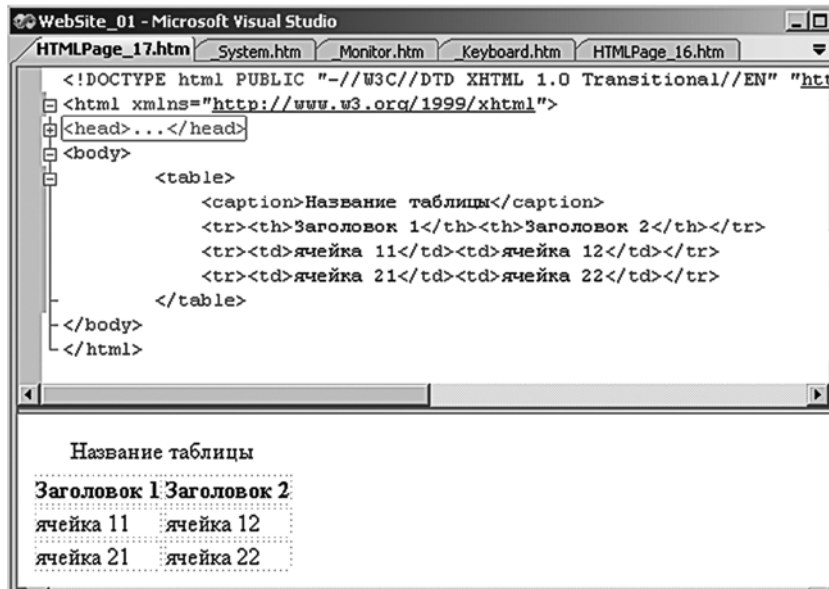 WebSite_01 - Microsoft Visual Studio
HTMLPage_17.htm _System.htm _Monitor.htm _Keyboard.htm HTMLPage_16.htm
<!DOCTYPE html PUBLIC "-//W3C//DTD XHTML 1.0 Transitional//EN" "htt
<html xmlns="http://www.w3.org/1999/xhtml">
<head>...</head>
<body>
<table>
<caption>Название таблицы</caption>
<tr><th>Заголовок 1</th><th>Заголовок 2</th></tr>
<tr><td>ячейка 11</td><td>ячейка 12</td></tr>
<tr><td>ячейка 21</td><td>ячейка 22</td></tr>
</table>
</body>
</html>
Название таблицы
Заголовок 1 Заголовок 2
ячейка 11 ячейка 12
ячейка 21 ячейка 22